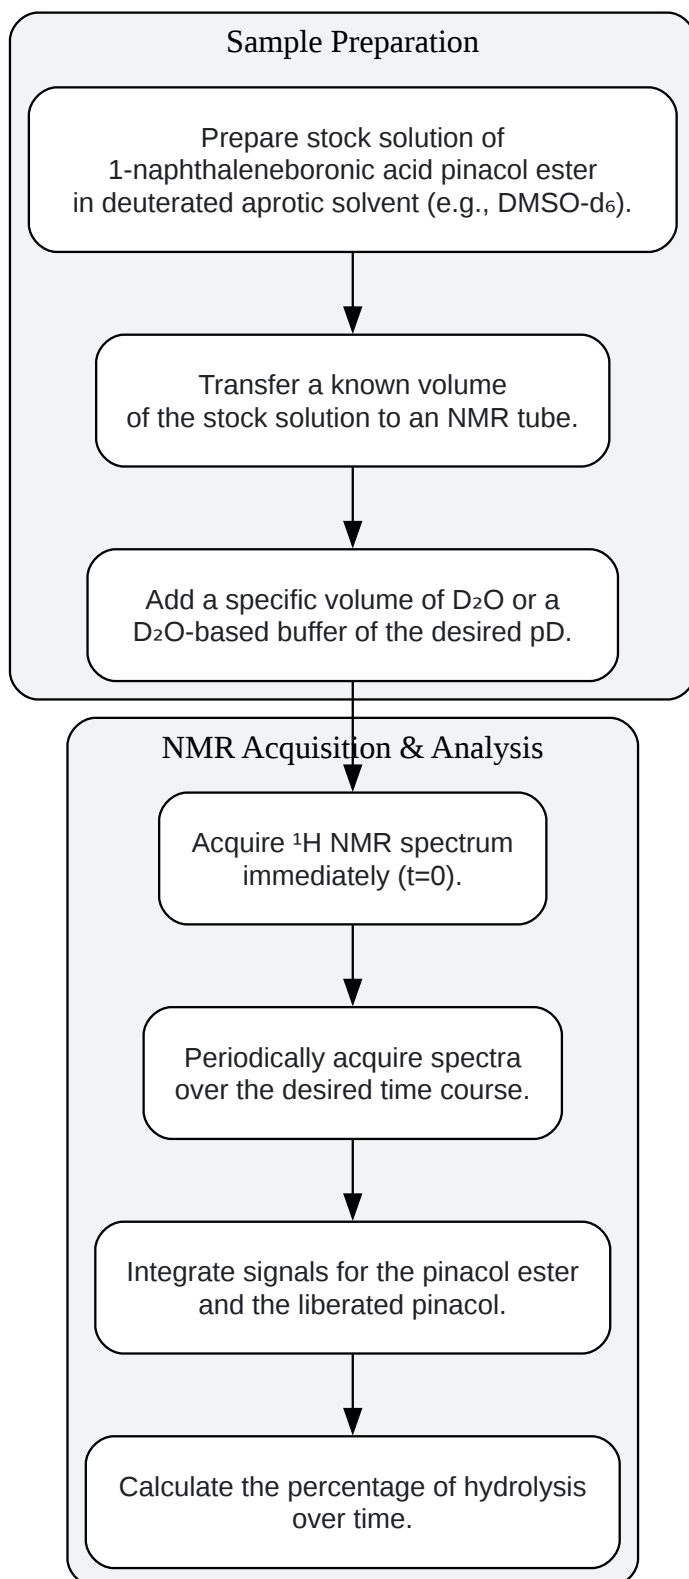 Sample Preparation
Prepare stock solution of
1-naphthaleneboronic acid pinacol ester
in deuterated aprotic solvent (e.g., DMSO-d₆).
Transfer a known volume
of the stock solution to an NMR tube.
Add a specific volume of D₂O or a
D₂O-based buffer of the desired pD.
NMR Acquisition & Analysis
Acquire ¹H NMR spectrum
immediately (t=0).
Periodically acquire spectra
over the desired time course.
Integrate signals for the pinacol ester
and the liberated pinacol.
Calculate the percentage of hydrolysis
over time.